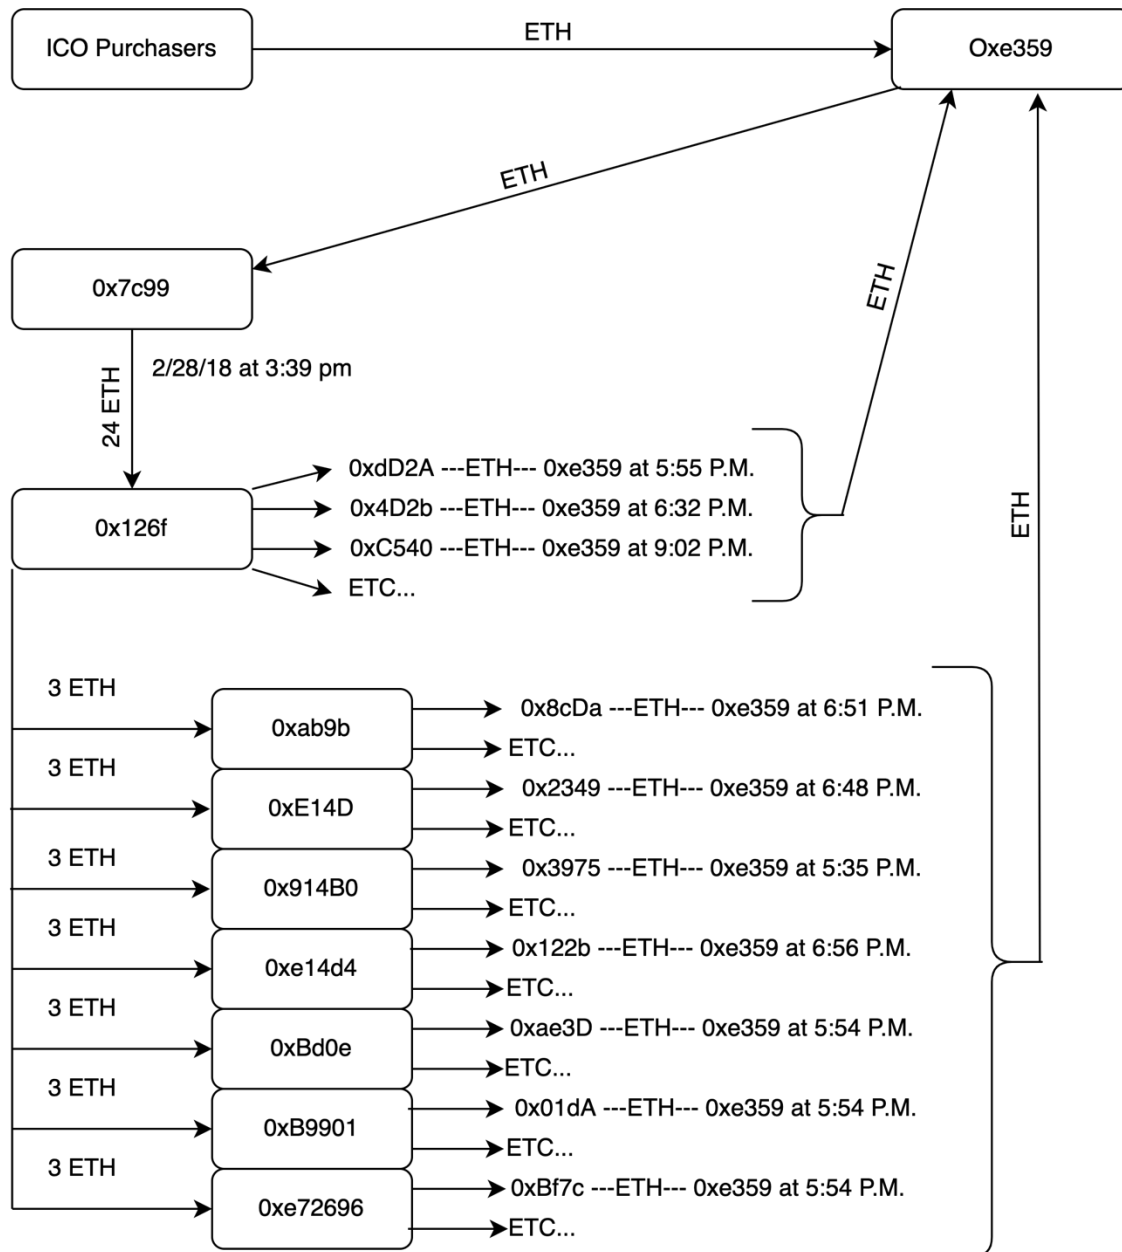 ETH
ICO Purchasers
Oxe359
ETH
0x7c99
ETH
2/28/18 at 3:39 pm
24 ETH
0xdD2A ---ETH--- 0xe359 at 5:55 P.M.
0x4D2b ---ETH--- 0xe359 at 6:32 P.M.
0x126f
0xC540 ---ETH--- 0xe359 at 9:02 P.M.
ETC...
ETH
3 ETH
0xab9b
0x8cDa ---ETH--- 0xe359 at 6:51 P.M.
ETC...
3 ETH
0xE14D
0x2349 ---ETH--- 0xe359 at 6:48 P.M.
ETC...
3 ETH
0x914B0
0x3975 ---ETH--- 0xe359 at 5:35 P.M.
ETC...
3 ETH
0xe14d4
0x122b ---ETH--- 0xe359 at 6:56 P.M.
ETC...
3 ETH
0xBd0e
0xae3D ---ETH--- 0xe359 at 5:54 P.M.
ETC...
3 ETH
0xB9901
0x01dA ---ETH--- 0xe359 at 5:54 P.M.
ETC...
3 ETH
0xe72696
0xBf7c ---ETH--- 0xe359 at 5:54 P.M.
ETC...